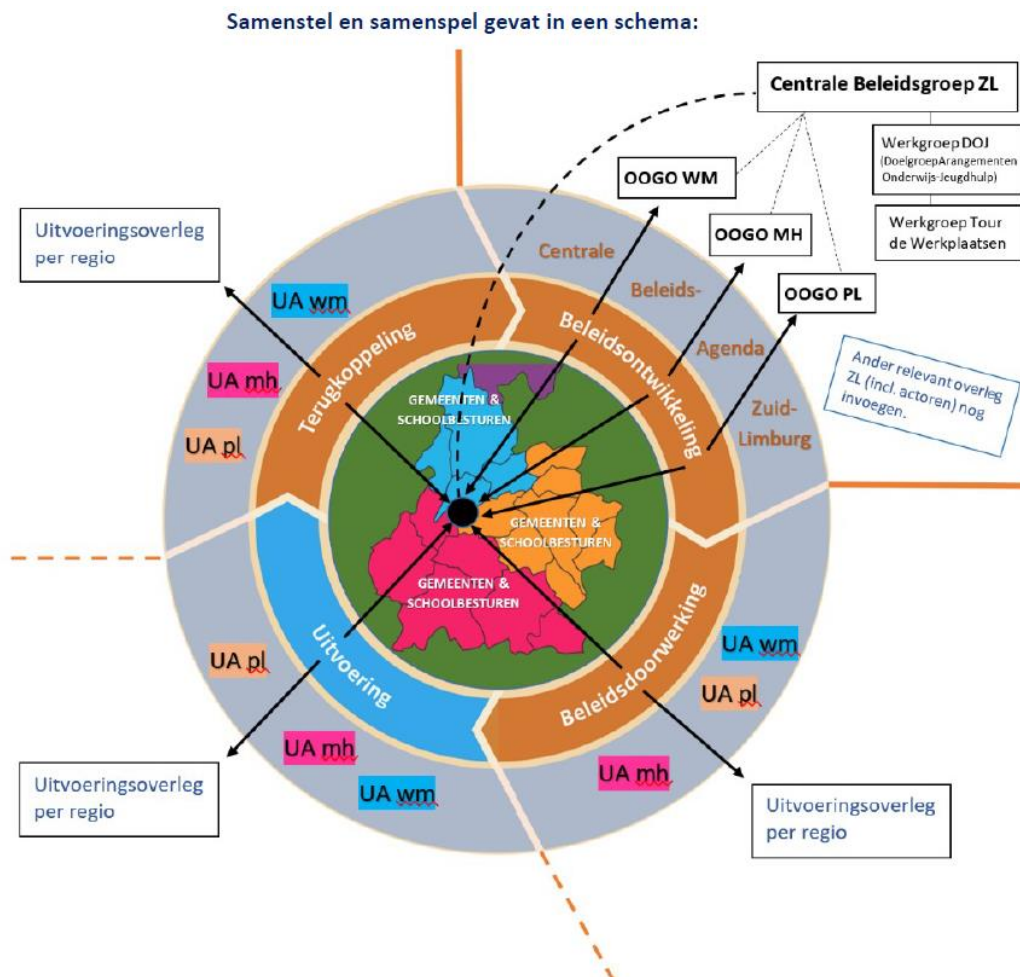 Samenstel en samenspel gevat in een schema:
Centrale Beleidsgroep ZL
Werkgroep DOJ
(DoelgroepArangementen
Onderwijs-Jeugdhulp)
Werkgroep Tour
de Werkplaatsen
OOGO WM
OOGO MH
OOGO PL
Ander relevant overleg
ZL (incl. actoren) nog
invoegen.
Uitvoeringsoverleg
per regio
Centrale
Beleids-
Agenda
Zuid-
Limburg
UA wm
UA mh
UA pl
Terugkoppeling
Beleidsontwikkeling
GEMEENTEN &
SCHOOLBESTUREN
GEMEENTEN &
SCHOOLBESTUREN
GEMEENTEN &
SCHOOLBESTUREN
Uitvoering
Beleidsdoorwerking
UA pl
UA mh
UA wm
UA wm
UA pl
UA mh
Uitvoeringsoverleg
per regio
Uitvoeringsoverleg
per regio